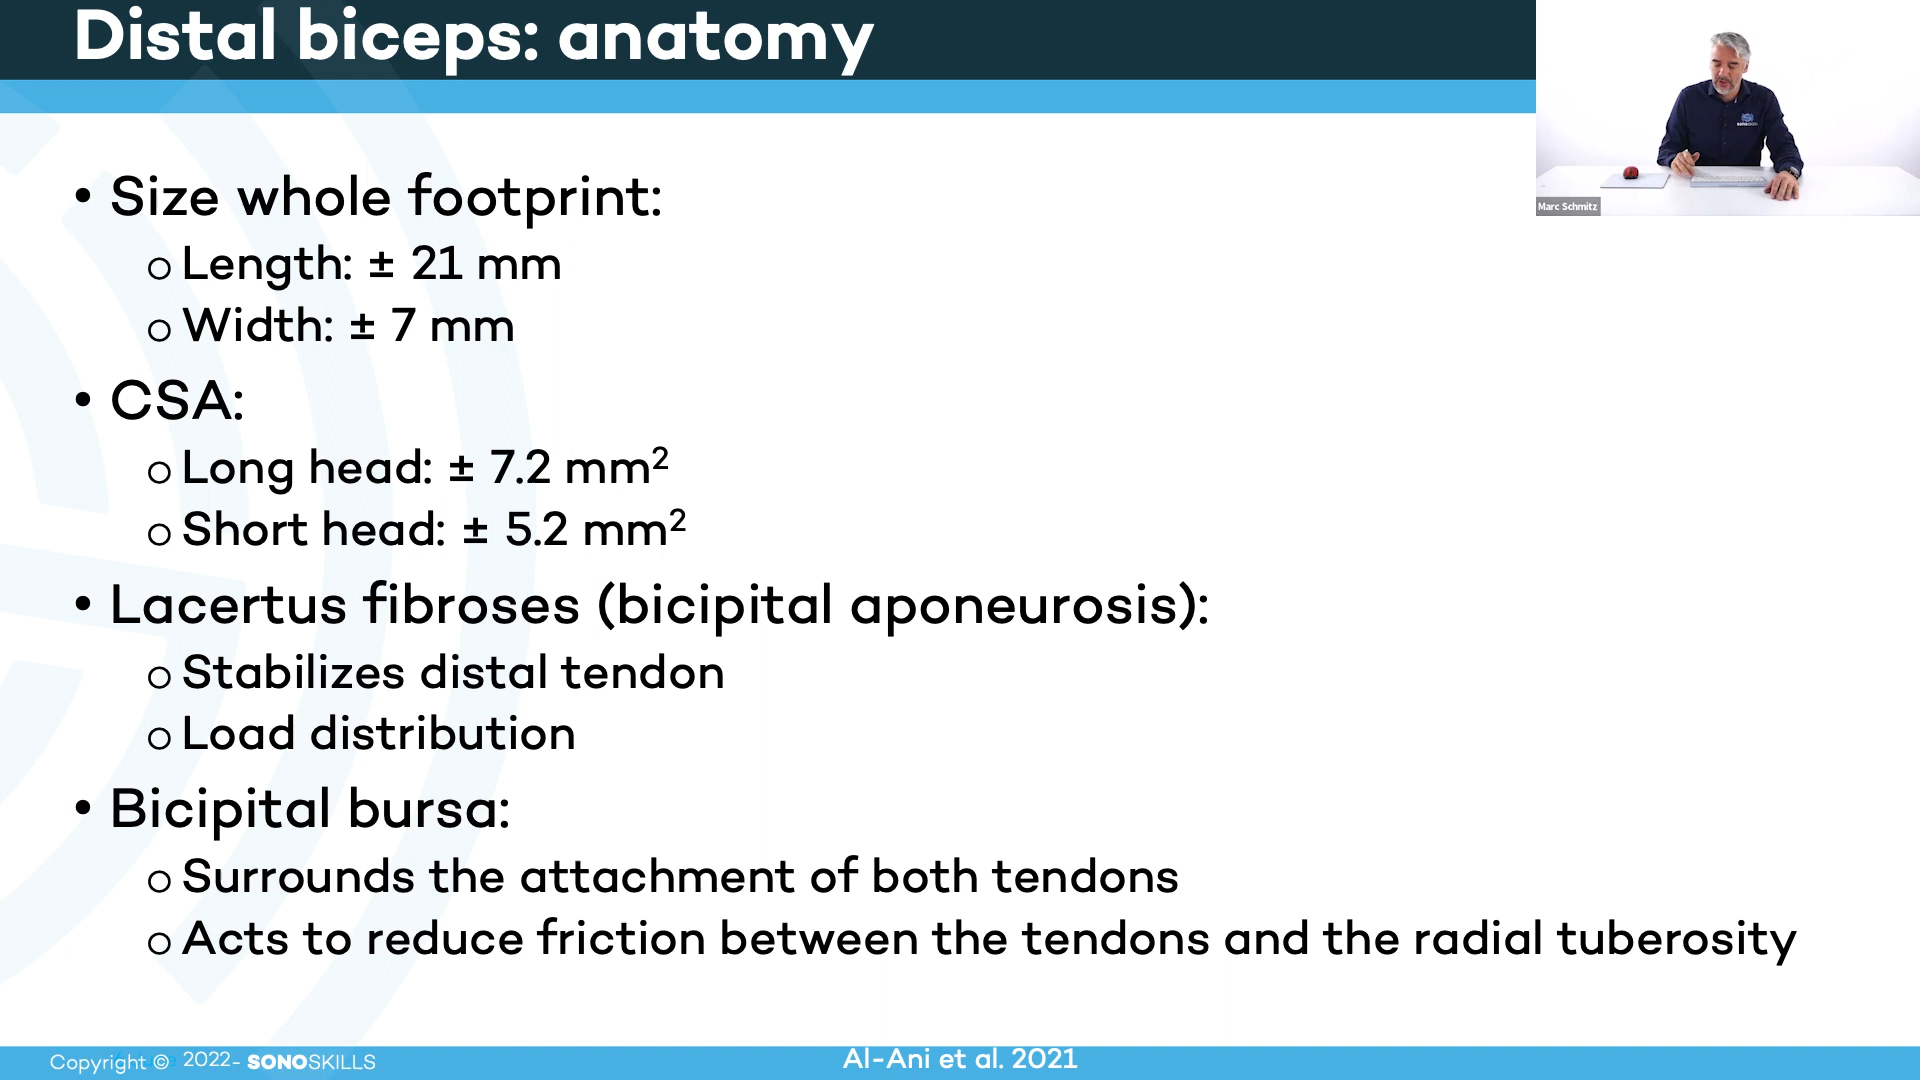 Distal biceps: anatomy
• Size whole footprint:
o Length: ± 21 mm
o Width: ± 7 mm
• CSA:
o Long head: ± 7.2 mm²
o Short head: ± 5.2 mm²
• Lacertus fibroses (bicipital aponeurosis):
o Stabilizes distal tendon
o Load distribution
• Bicipital bursa:
o Surrounds the attachment of both tendons
o Acts to reduce friction between the tendons and the radial tuberosity
Marc Schmitz
Copyright © 2022- SONOSKILLS
Al-Ani et al. 2021